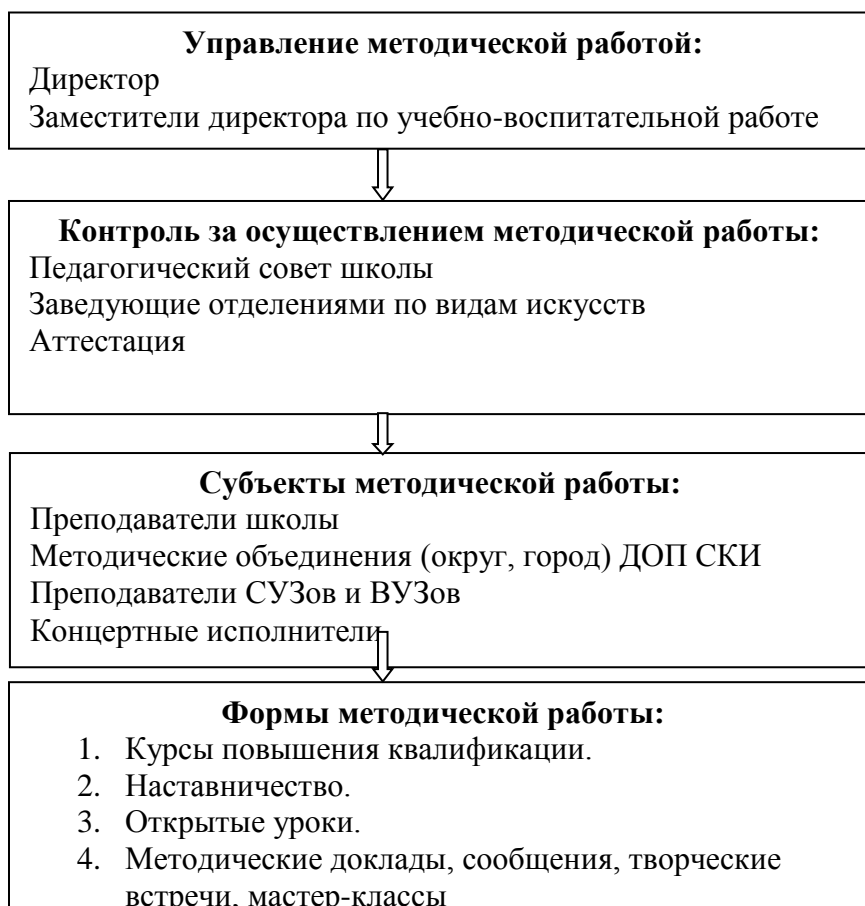 Управление методической работой:
Директор
Заместители директора по учебно-воспитательной работе
Контроль за осуществлением методической работы:
Педагогический совет школы
Заведующие отделениями по видам искусств
Аттестация
Субъекты методической работы:
Преподаватели школы
Методические объединения (округ, город) ДОП СКИ
Преподаватели СУЗов и ВУЗов
Концертные исполнители
Формы методической работы:
1. Курсы повышения квалификации.
2. Наставничество.
3. Открытые уроки.
4. Методические доклады, сообщения, творческие
встречи, мастер-классы